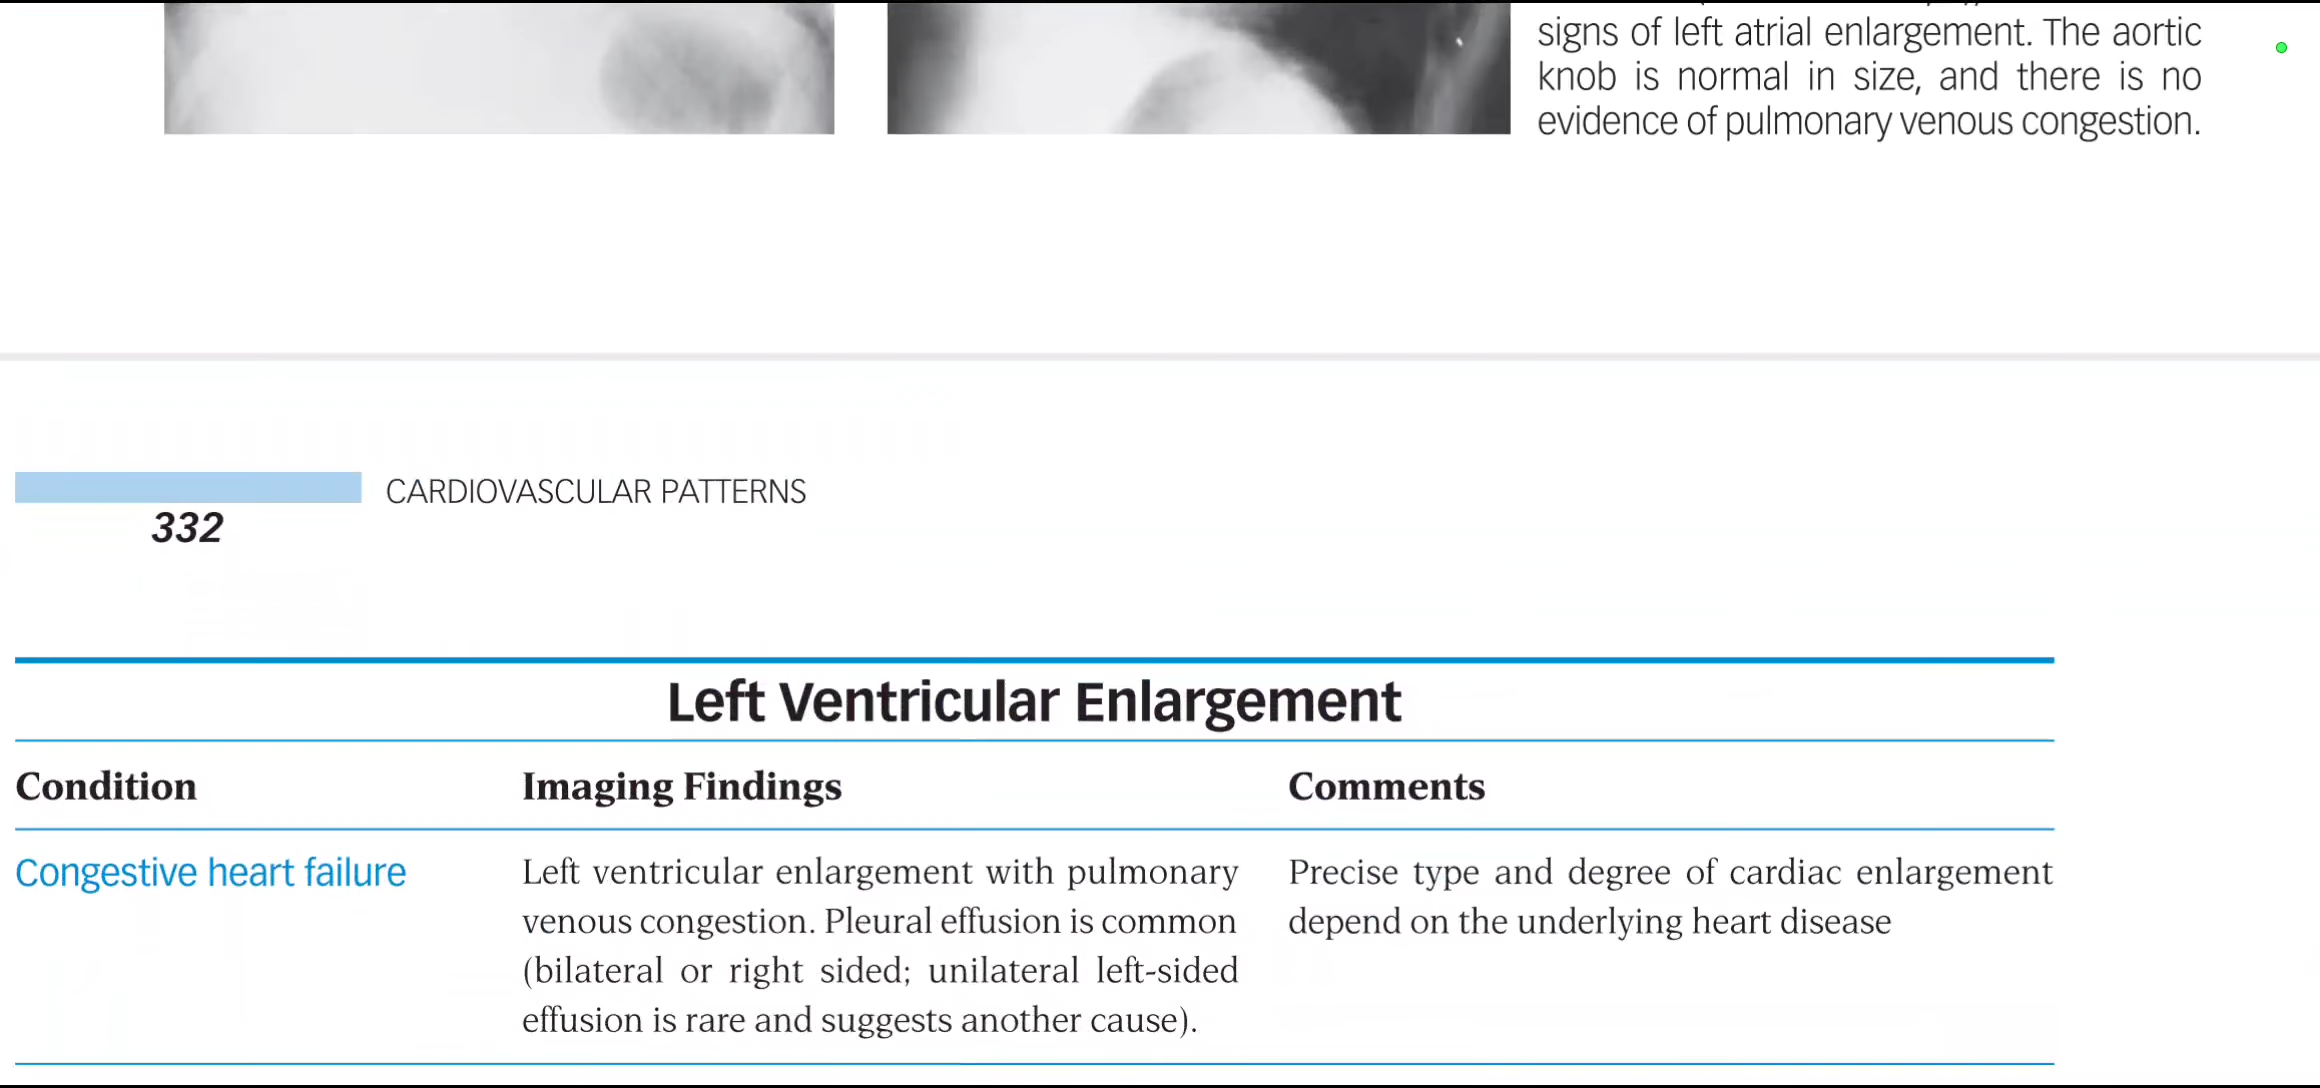 signs of left atrial enlargement. The aortic
knob is normal in size, and there is no
evidence of pulmonary venous congestion.
CARDIOVASCULAR PATTERNS
332
Left Ventricular Enlargement
Condition Imaging Findings Comments
Congestive heart failure
Left ventricular enlargement with pulmonary
venous congestion. Pleural effusion is common
(bilateral or right sided; unilateral left-sided
effusion is rare and suggests another cause).
Precise type and degree of cardiac enlargement
depend on the underlying heart disease